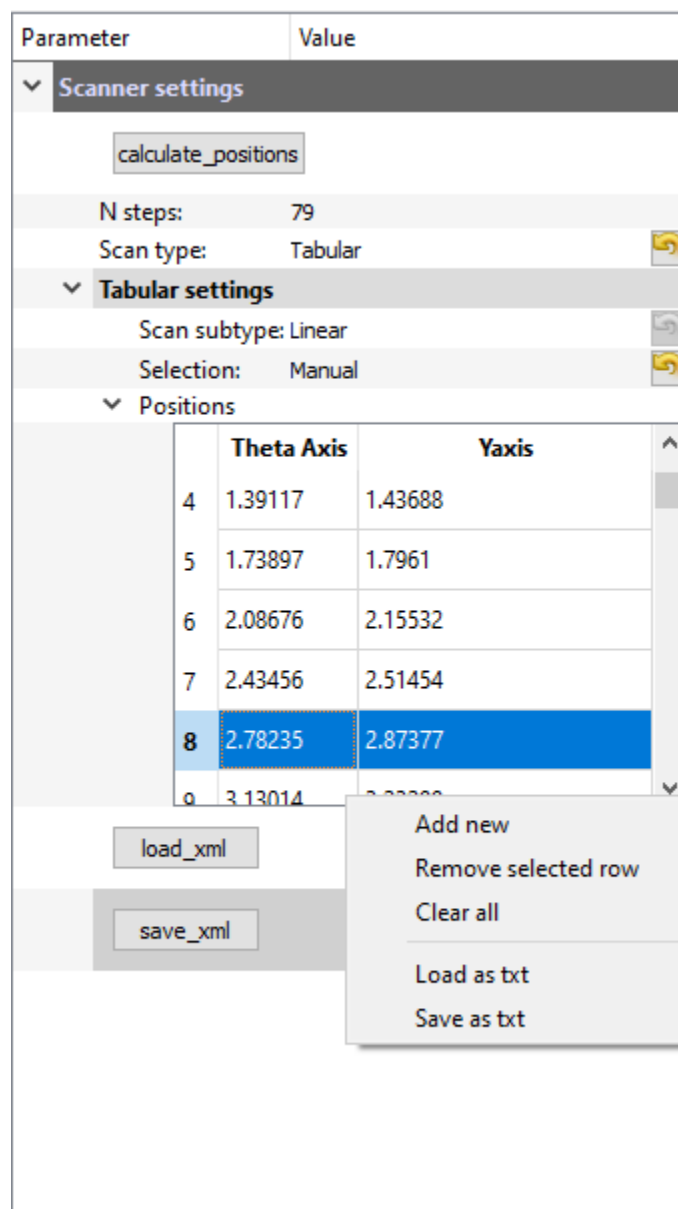 Parameter Value
Scanner settings
calculate_positions
N steps: 79
Scan type: Tabular
Tabular settings
Scan subtype: Linear
Selection: Manual
Positions
Theta Axis Yaxis
4 1.39117 1.43688
5 1.73897 1.7961
6 2.08676 2.15532
7 2.43456 2.51454
8 2.78235 2.87377
9 3.13014
load_xml
save_xml
Add new
Remove selected row
Clear all
Load as txt
Save as txt